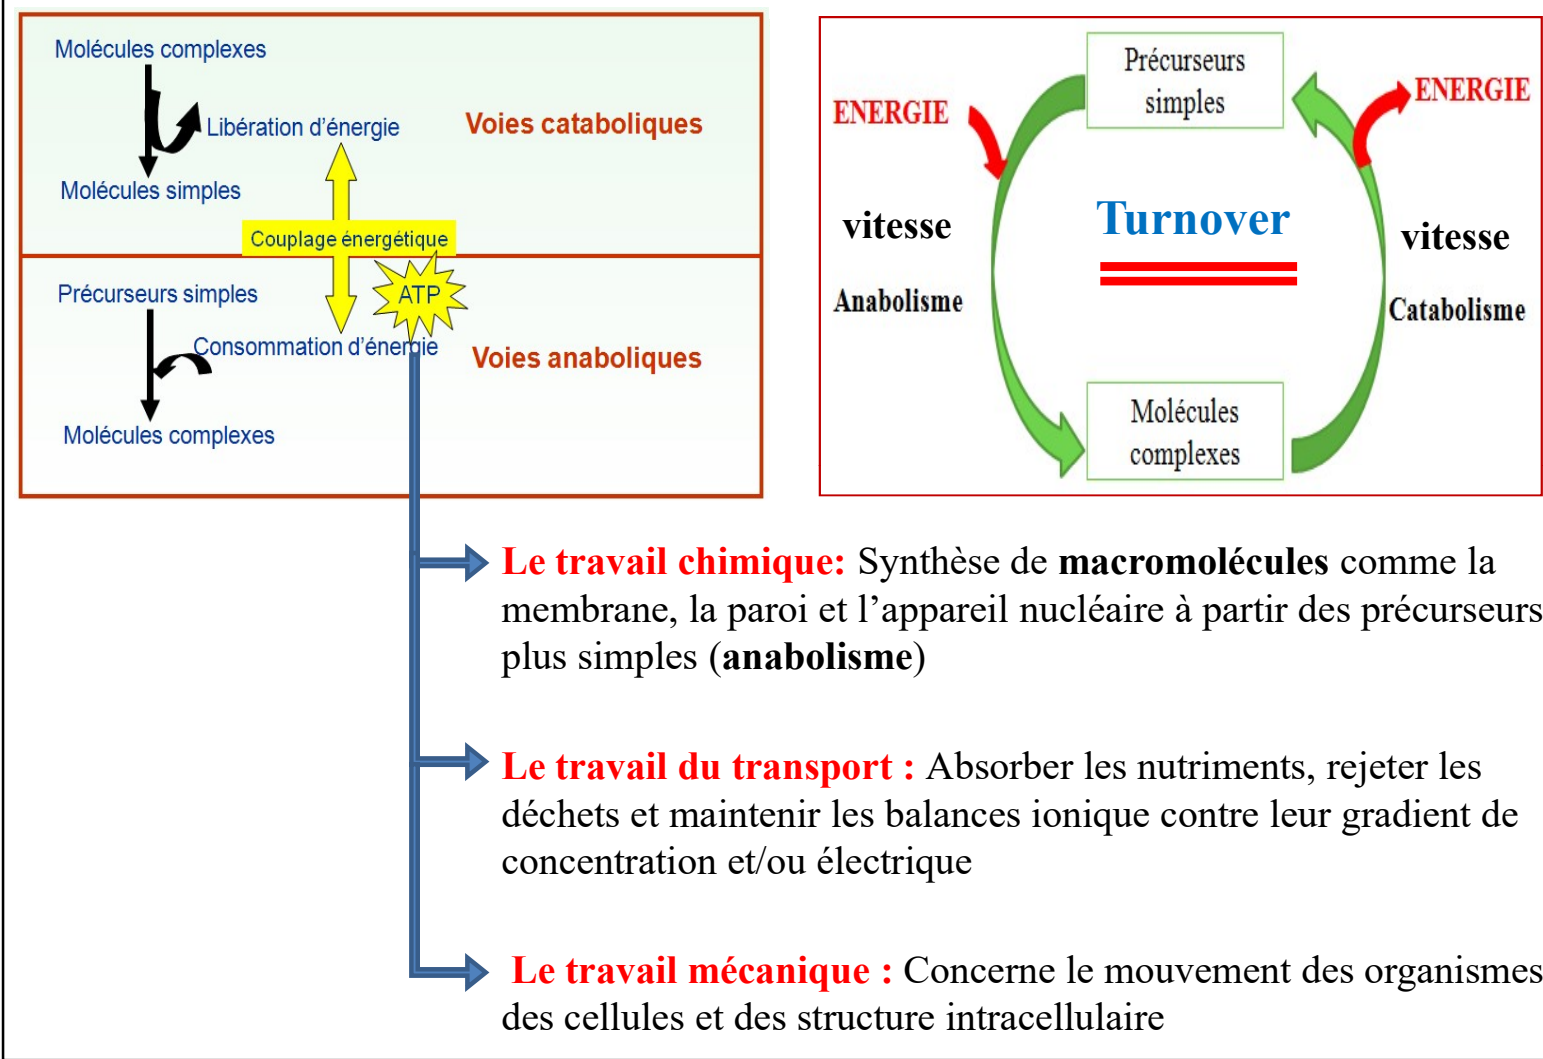 Molécules complexes
Libération d'énergie
Voies cataboliques
Molécules simples
Couplage énergétique
ATP
Précurseurs simples
Consommation d'énergie
Voies anaboliques
Molécules complexes
Précurseurs
simples
ENERGIE
ENERGIE
Turnover
vitesse
vitesse
Anabolisme
Catabolisme
Molécules
complexes
Le travail chimique: Synthèse de macromolécules comme la
membrane, la paroi et l’appareil nucléaire à partir des précurseurs
plus simples (anabolisme)
Le travail du transport : Absorber les nutriments, rejeter les
déchets et maintenir les balances ionique contre leur gradient de
concentration et/ou électrique
Le travail mécanique : Concerne le mouvement des organismes
des cellules et des structure intracellulaire